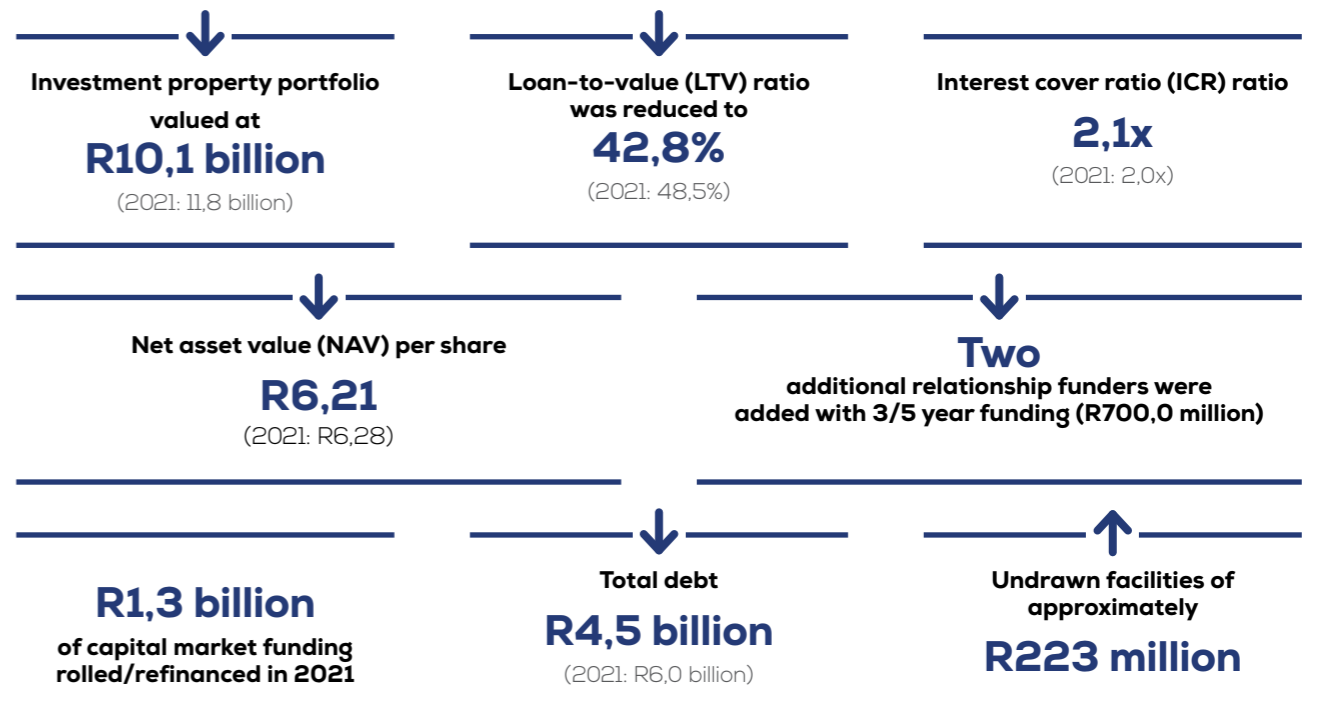 Investment property portfolio
valued at
R10,1 billion
(2021: 11,8 billion)
Loan-to-value (LTV) ratio
was reduced to
42,8%
(2021: 48,5%)
Interest cover ratio (ICR) ratio
2,1x
(2021: 2,0x)
Net asset value (NAV) per share
R6,21
(2021: R6,28)
Two
additional relationship funders were
added with 3/5 year funding (R700,0 million)
R1,3 billion
of capital market funding
rolled/refinanced in 2021
Total debt
R4,5 billion
(2021: R6,0 billion)
Undrawn facilities of
approximately
R223 million